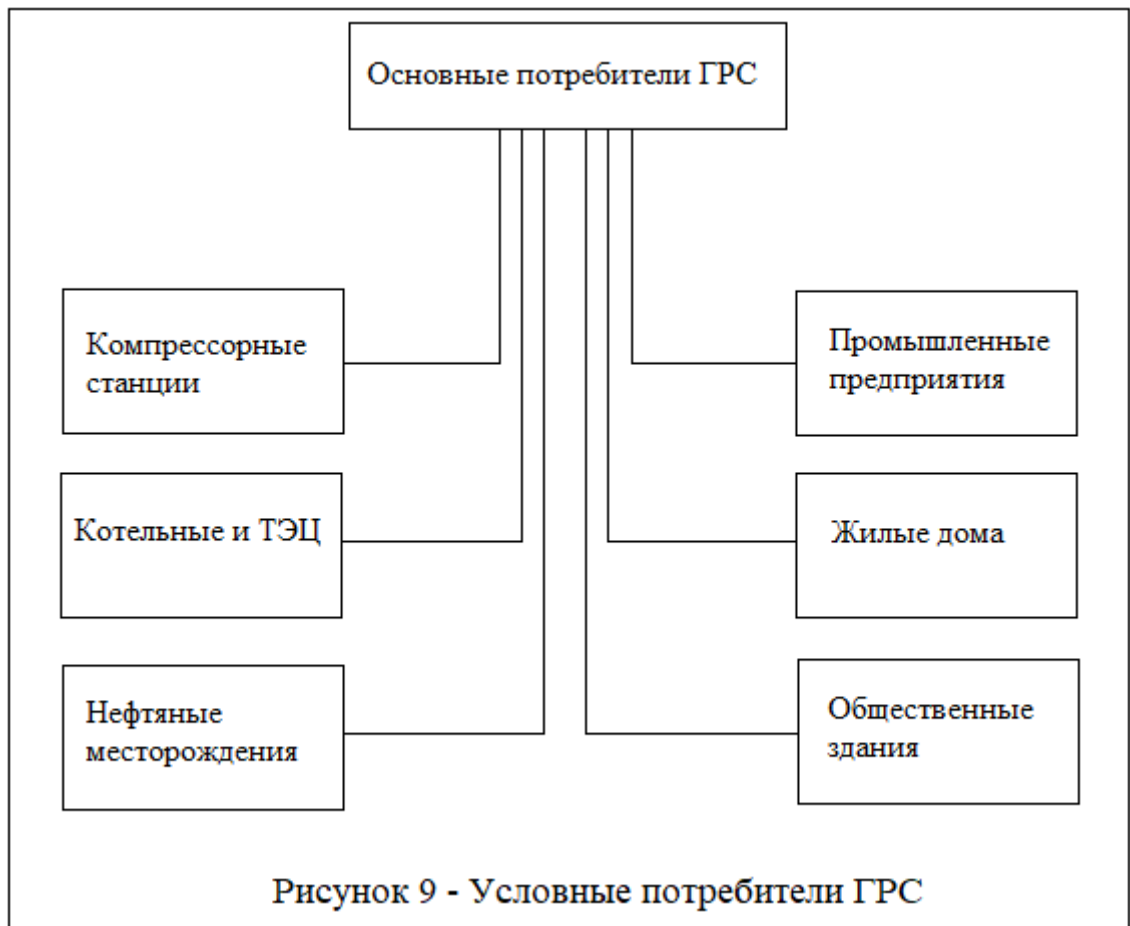 Основные потребители ГРС
Компрессорные
станции
Котельные и ТЭЦ
Нефтяные
месторождения
Промышленные
предприятия
Жилые дома
Общественные
здания
Рисунок 9 - Условные потребители ГРС